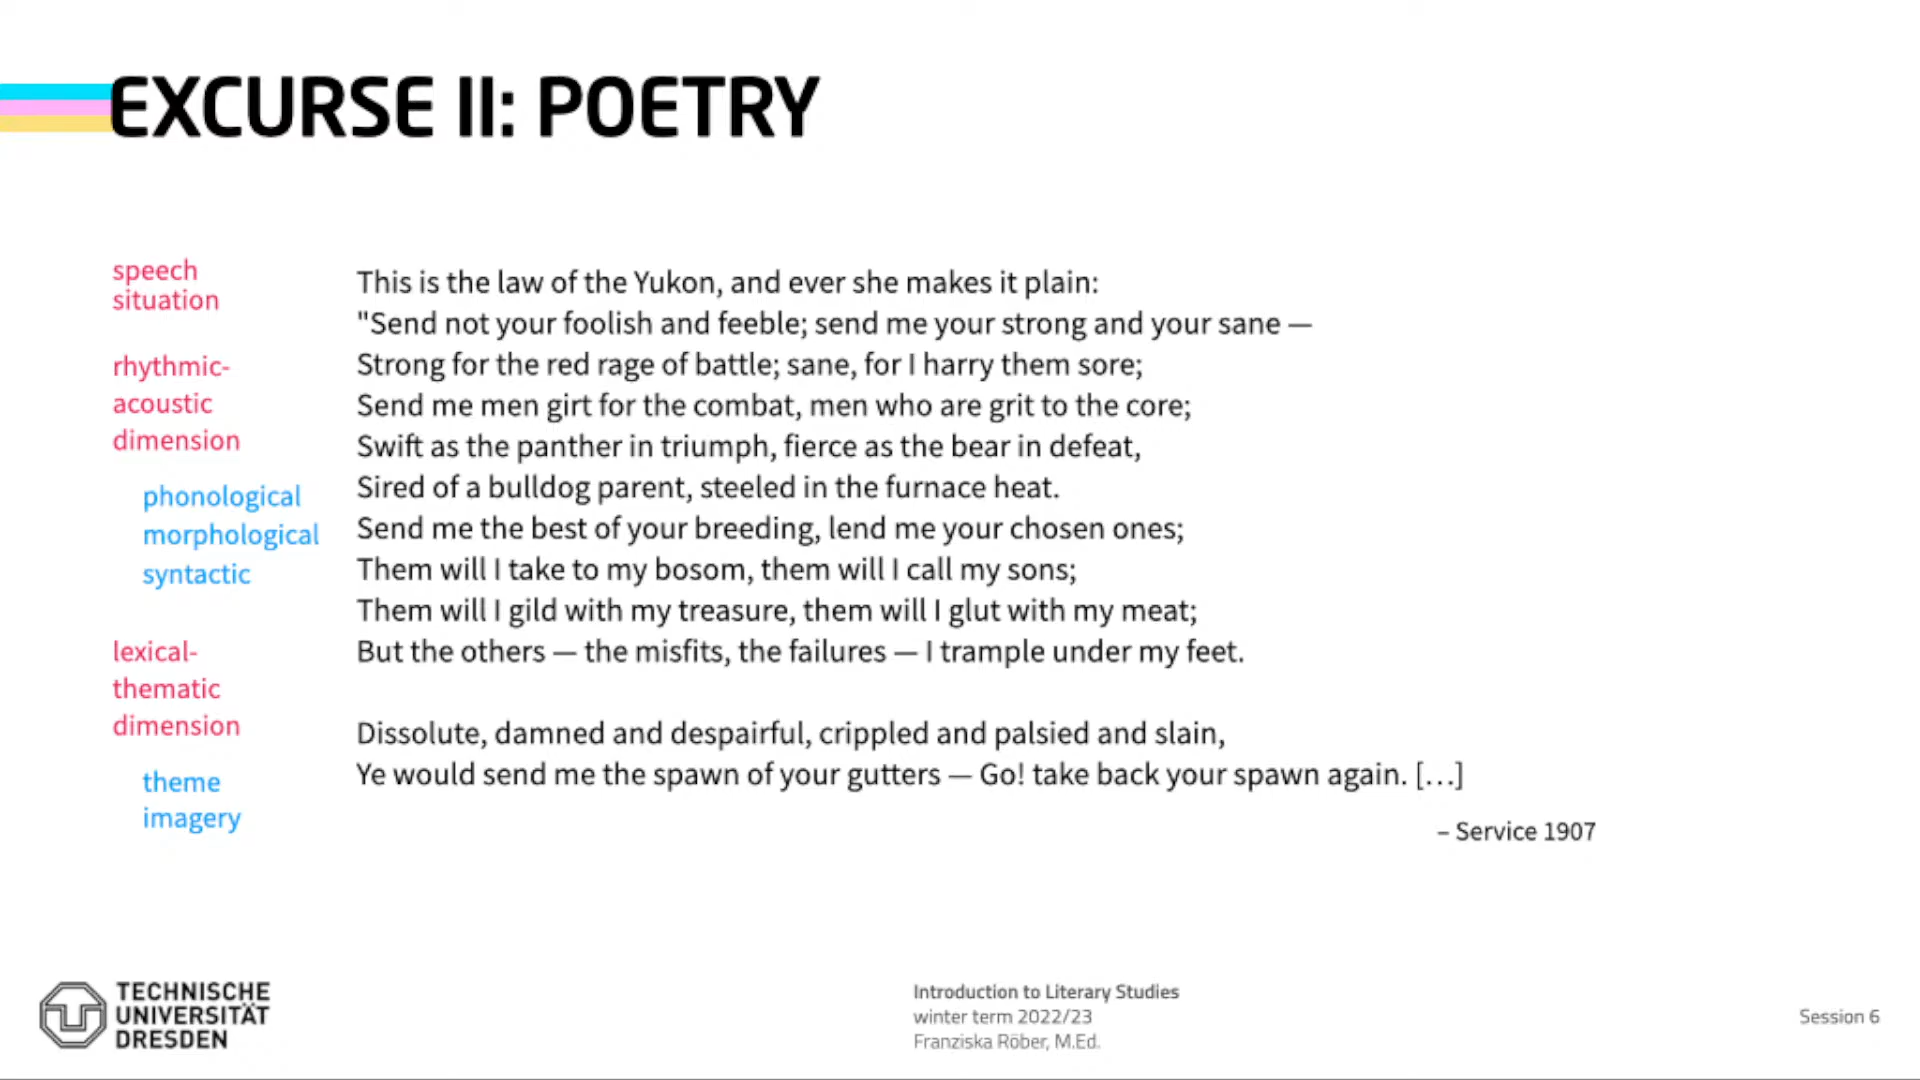 EXCURSE II: POETRY
speech
situation
rhythmic-
acoustic
dimension
phonological
morphological
syntactic
lexical-
thematic
dimension
theme
imagery
This is the law of the Yukon, and ever she makes it plain:
"Send not your foolish and feeble; send me your strong and your sane —
Strong for the red rage of battle; sane, for I harry them sore;
Send me men girt for the combat, men who are grit to the core;
Swift as the panther in triumph, fierce as the bear in defeat,
Sired of a bulldog parent, steeled in the furnace heat.
Send me the best of your breeding, lend me your chosen ones;
Them will I take to my bosom, them will I call my sons;
Them will I gild with my treasure, them will I glut with my meat;
But the others — the misfits, the failures — I trample under my feet.
Dissolute, damned and despairful, crippled and palsied and slain,
Ye would send me the spawn of your gutters — Go! take back your spawn again. […]
– Service 1907
TECHNISCHE
UNIVERSITÄT
DRESDEN
Introduction to Literary Studies
winter term 2022/23
Franziska Röber, M.Ed.
Session 6